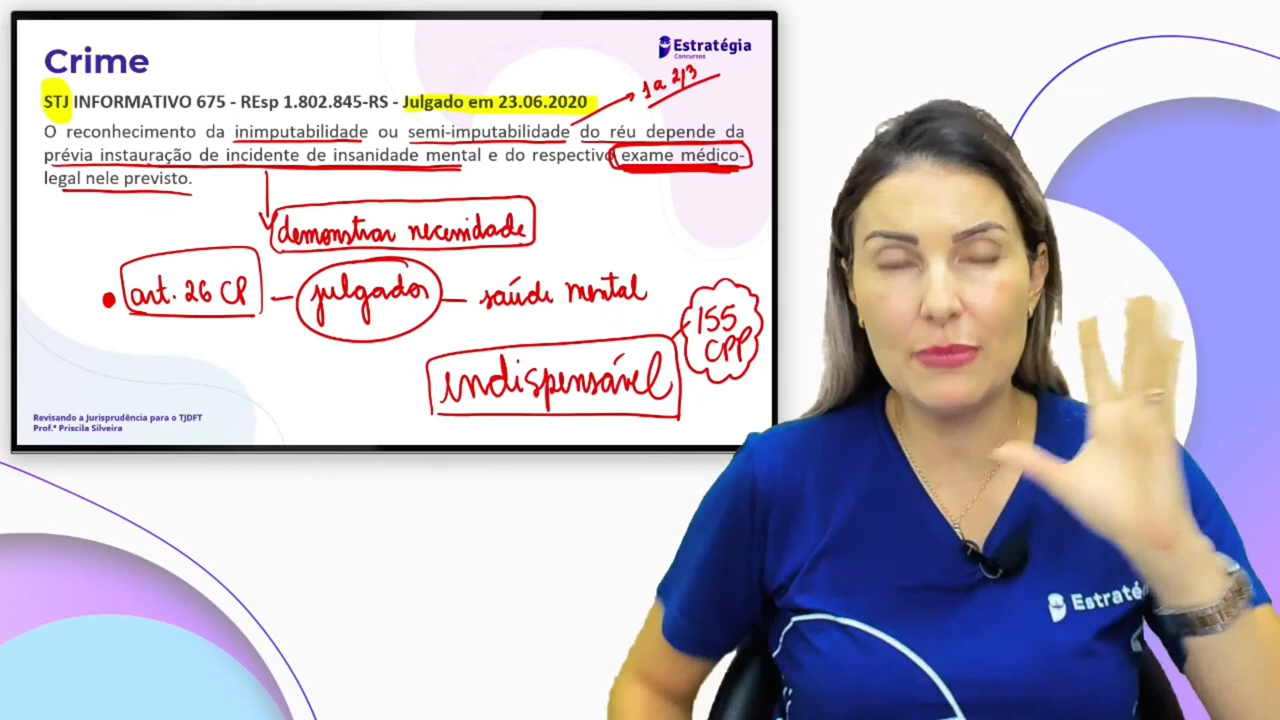 Crime
Estratégia
Concursos
1 a 2/3
STJ INFORMATIVO 675 - REsp 1.802.845-RS - Julgado em 23.06.2020
O reconhecimento da inimputabilidade ou semi-imputabilidade do réu depende da
prévia instauração de incidente de insanidade mental e do respectivo exame médico-
legal nele previsto.
demonstrar necessidade
art. 26 CP — julgador — saúde mental
155
CPP
indispensável
Revisando a Jurisprudência para o TJDFT
Prof.ª Priscila Silveira
Estraté